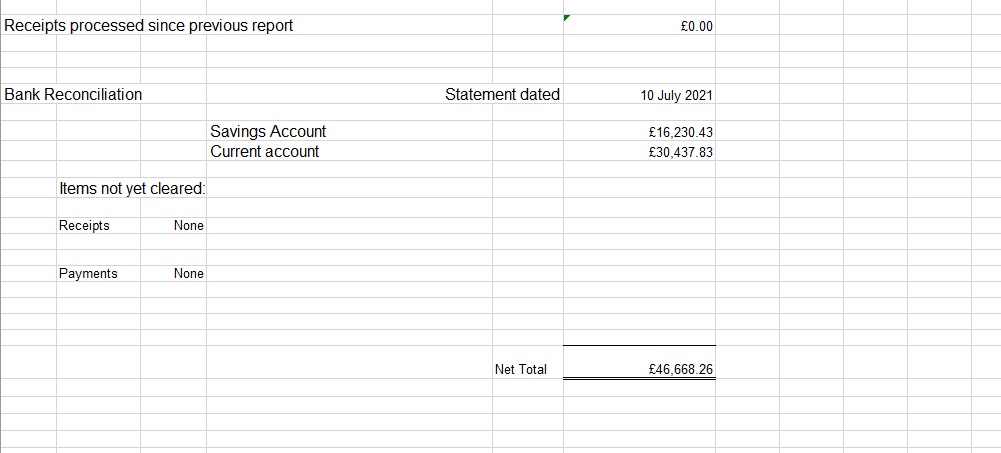 Receipts processed since previous report £0.00
Bank Reconciliation Statement dated 10 July 2021
Savings Account £16,230.43
Current account £30,437.83
Items not yet cleared:
Receipts None
Payments None
Net Total £46,668.26